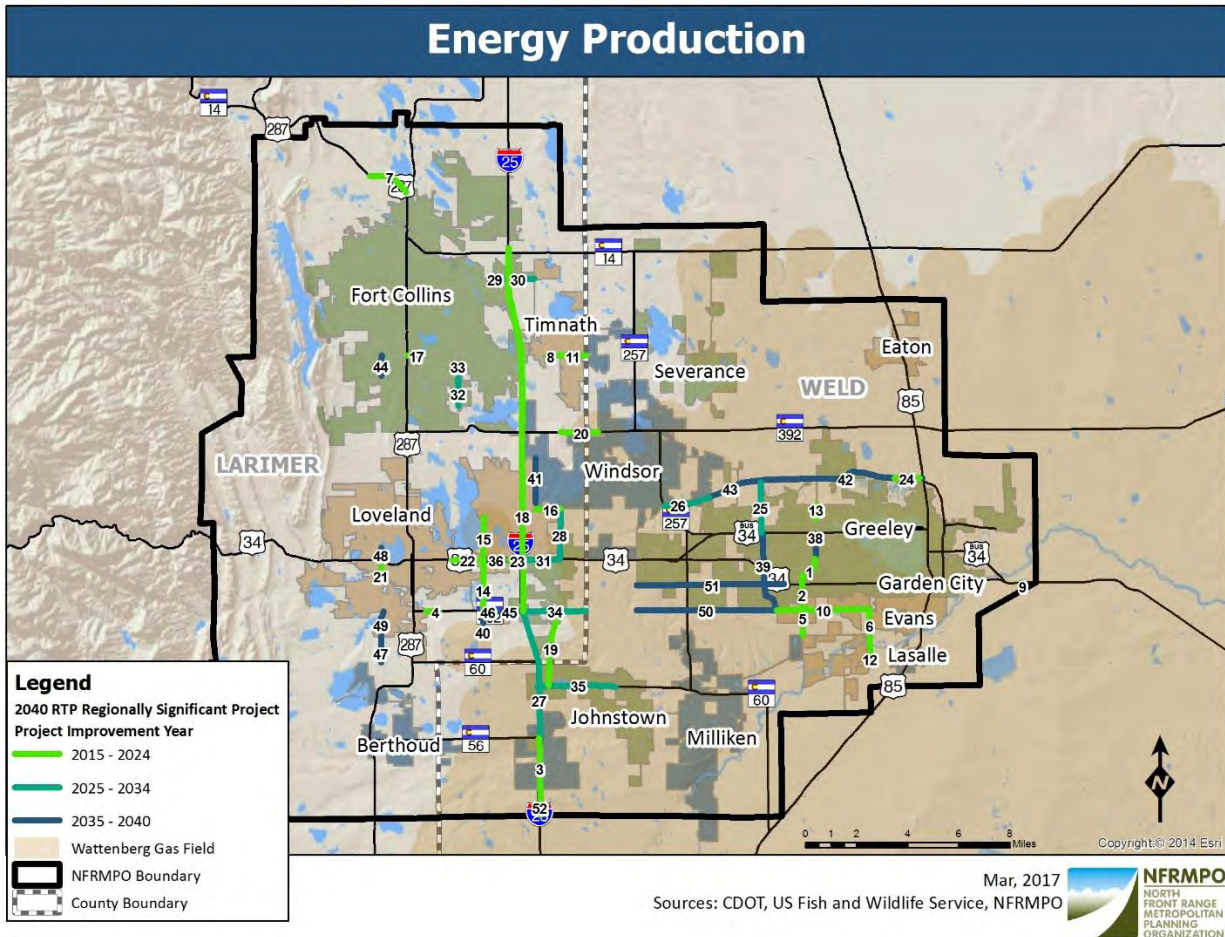 Energy Production
14
287
25
7
287
14
29
30
Fort Collins
Timnath
257
8
11
Eaton
17
44
33
32
Severance
WELD
85
287
20
392
LARIMER
Windsor
41
43
42
24
26
257
25
Loveland
18
16
15
28
13
BUS
34
Greeley
34
48
22
36
25
23
31
34
38
BUS
34
21
39
34
1
Garden City
9
51
14
2
4
46
45
34
50
10
Evans
49
40
5
6
47
287
60
19
12
Lasalle
85
27
35
60
Johnstown
Berthoud
56
Milliken
3
52
N
Legend
2040 RTP Regionally Significant Project
Project Improvement Year
2015 - 2024
2025 - 2034
2035 - 2040
Wattenberg Gas Field
NFRMPO Boundary
County Boundary
0 1 2 4 6 8
Miles
Copyright:© 2014 Esri
Mar, 2017
Sources: CDOT, US Fish and Wildlife Service, NFRMPO
NFRMPO
NORTH
FRONT RANGE
METROPOLITAN
PLANNING
ORGANIZATION